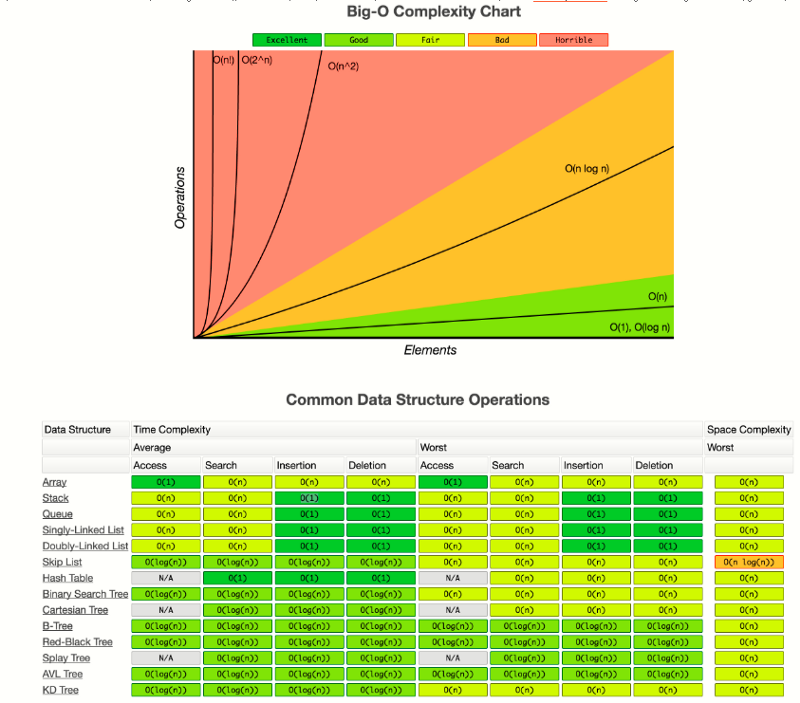 Big-O Complexity Chart
Excellent Good Fair Bad Horrible
O(n!) O(2^n) O(n^2)
O(n log n)
O(n)
O(1), O(log n)
Operations
Elements
Common Data Structure Operations
Data Structure Time Complexity Space Complexity
Average Worst Worst
Access Search Insertion Deletion Access Search Insertion Deletion
Array O(1) O(n) O(n) O(n) O(1) O(n) O(n) O(n) O(n)
Stack O(n) O(n) O(1) O(1) O(n) O(n) O(1) O(1) O(n)
Queue O(n) O(n) O(1) O(1) O(n) O(n) O(1) O(1) O(n)
Singly-Linked List O(n) O(n) O(1) O(1) O(n) O(n) O(1) O(1) O(n)
Doubly-Linked List O(n) O(n) O(1) O(1) O(n) O(n) O(1) O(1) O(n)
Skip List O(log(n)) O(log(n)) O(log(n)) O(log(n)) O(n) O(n) O(n) O(n) O(n log(n))
Hash Table N/A O(1) O(1) O(1) N/A O(n) O(n) O(n) O(n)
Binary Search Tree O(log(n)) O(log(n)) O(log(n)) O(log(n)) O(n) O(n) O(n) O(n) O(n)
Cartesian Tree N/A O(log(n)) O(log(n)) O(log(n)) N/A O(n) O(n) O(n) O(n)
B-Tree O(log(n)) O(log(n)) O(log(n)) O(log(n)) O(log(n)) O(log(n)) O(log(n)) O(log(n)) O(n)
Red-Black Tree O(log(n)) O(log(n)) O(log(n)) O(log(n)) O(log(n)) O(log(n)) O(log(n)) O(log(n)) O(n)
Splay Tree N/A O(log(n)) O(log(n)) O(log(n)) N/A O(log(n)) O(log(n)) O(log(n)) O(n)
AVL Tree O(log(n)) O(log(n)) O(log(n)) O(log(n)) O(log(n)) O(log(n)) O(log(n)) O(log(n)) O(n)
KD Tree O(log(n)) O(log(n)) O(log(n)) O(log(n)) O(n) O(n) O(n) O(n) O(n)